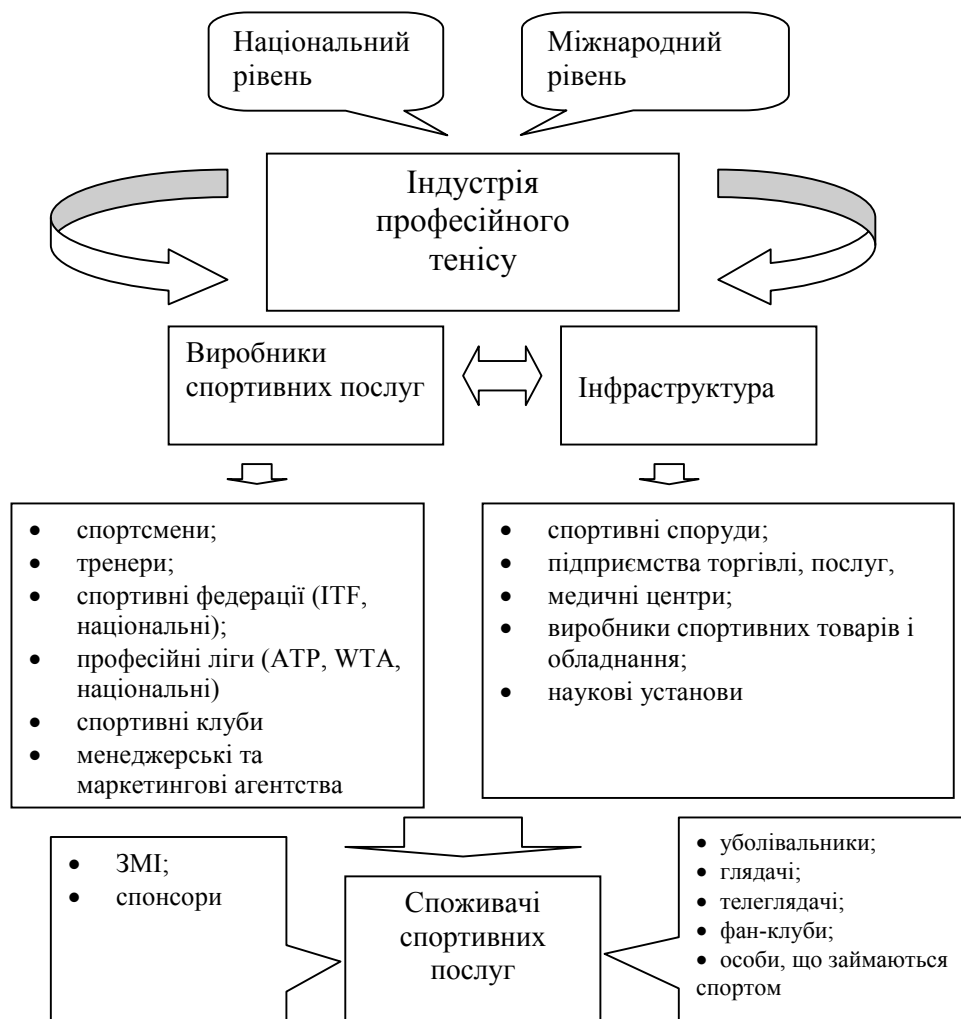 Національний
рівень
Міжнародний
рівень
Індустрія
професійного
тенісу
Виробники
спортивних послуг
Інфраструктура
• спортсмени;
• тренери;
• спортивні федерації (ITF,
національні);
• професійні ліги (ATP, WTA,
національні)
• спортивні клуби
• менеджерські та
маркетингові агентства
• спортивні споруди;
• підприємства торгівлі, послуг,
• медичні центри;
• виробники спортивних товарів і
обладнання;
• наукові установи
• ЗМІ;
• спонсори
Споживачі
спортивних
послуг
• уболівальники;
• глядачі;
• телеглядачі;
• фан-клуби;
• особи, що займаються
спортом